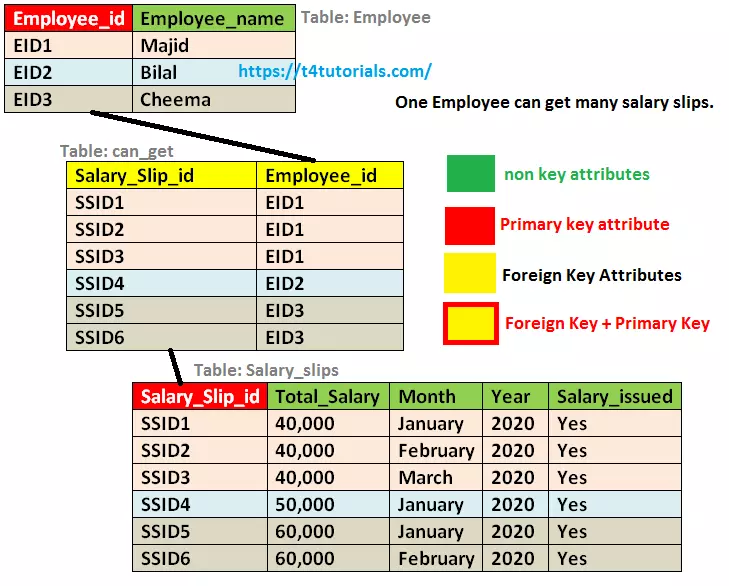 Employee_id Employee_name Table: Employee
EID1 Majid
EID2 Bilal https://t4tutorials.com/
EID3 Cheema One Employee can get many salary slips.
Table: can_get
Salary_Slip_id Employee_id
SSID1 EID1
SSID2 EID1
SSID3 EID1
SSID4 EID2
SSID5 EID3
SSID6 EID3
non key attributes
Primary key attribute
Foreign Key Attributes
Foreign Key + Primary Key
Table: Salary_slips
Salary_Slip_id Total_Salary Month Year Salary_issued
SSID1 40,000 January 2020 Yes
SSID2 40,000 February 2020 Yes
SSID3 40,000 March 2020 Yes
SSID4 50,000 January 2020 Yes
SSID5 60,000 January 2020 Yes
SSID6 60,000 February 2020 Yes